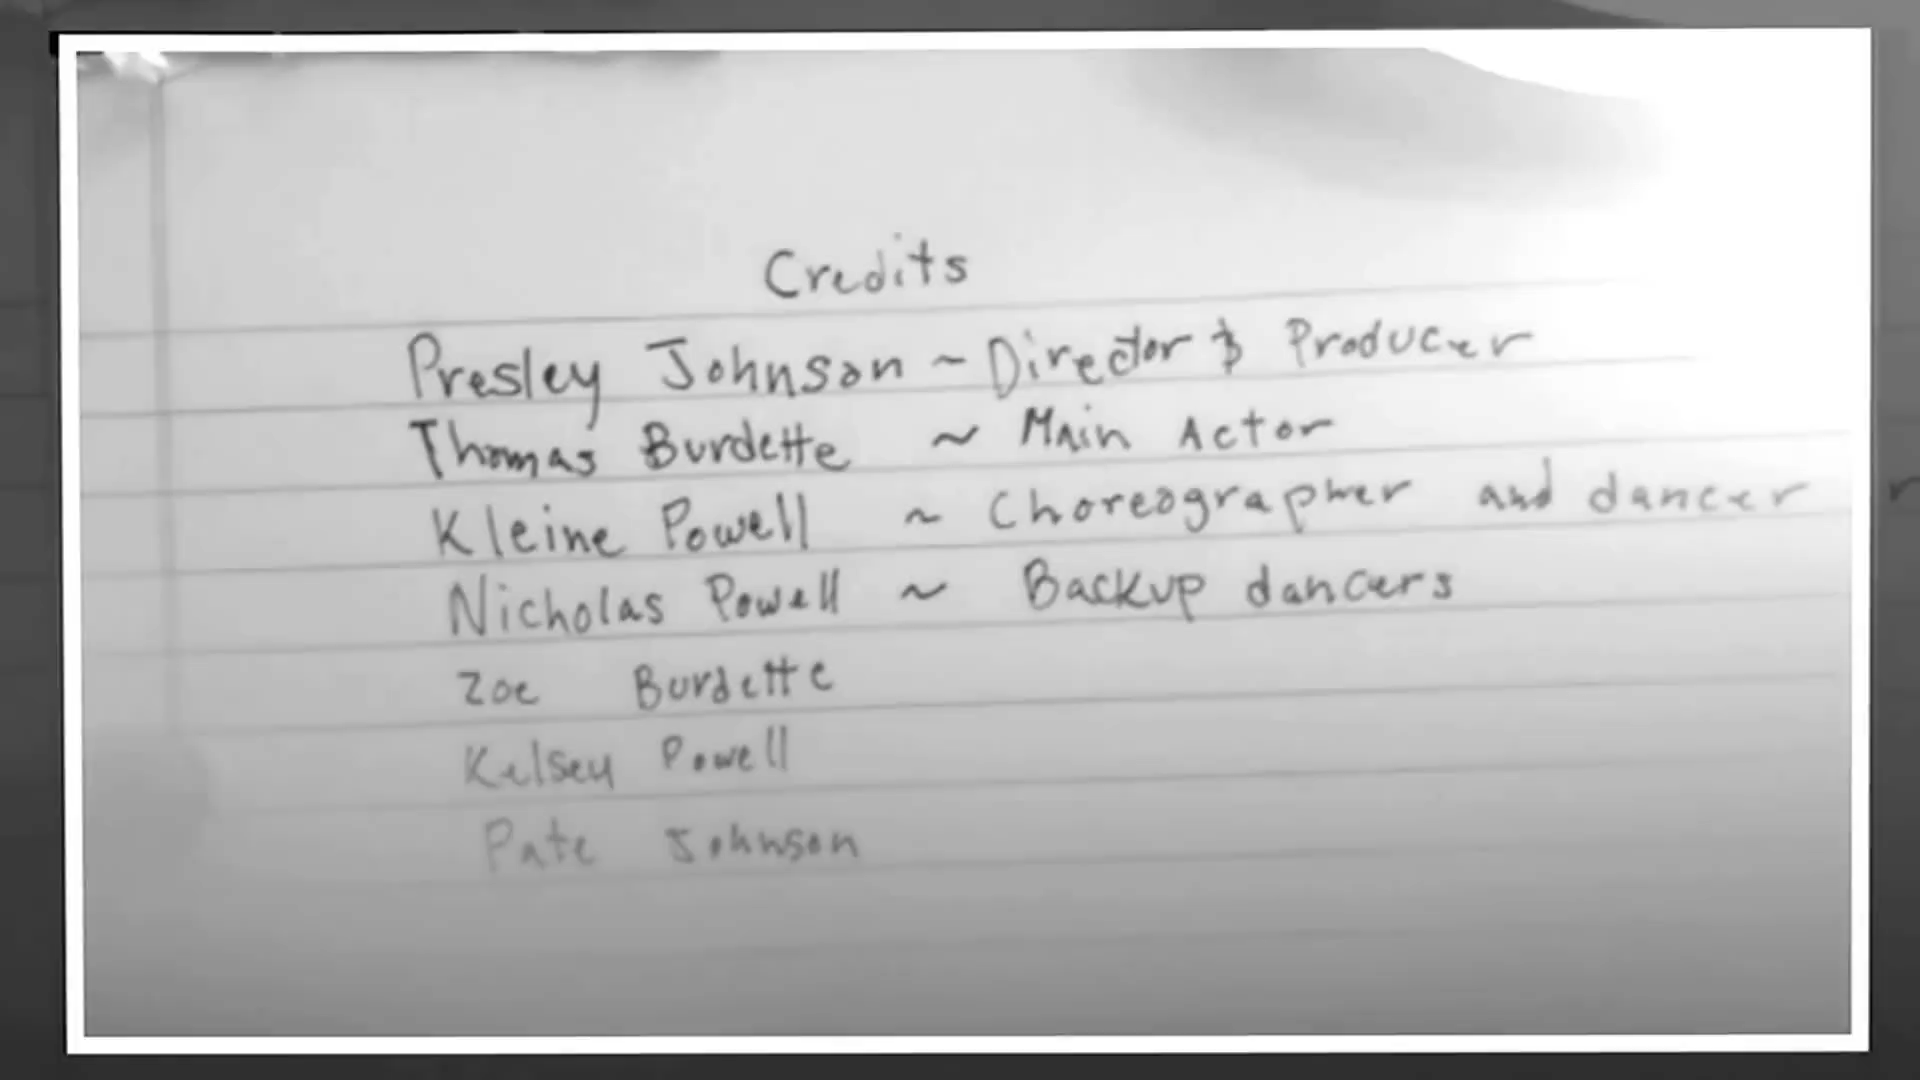 Credits
Presley Johnson ~ Director & Producer
Thomas Burdette ~ Main Actor
Kleine Powell ~ Choreographer and dancer
Nicholas Powell ~ Backup dancers
Zoe Burdette
Kelsey Powell
Pate Johnson